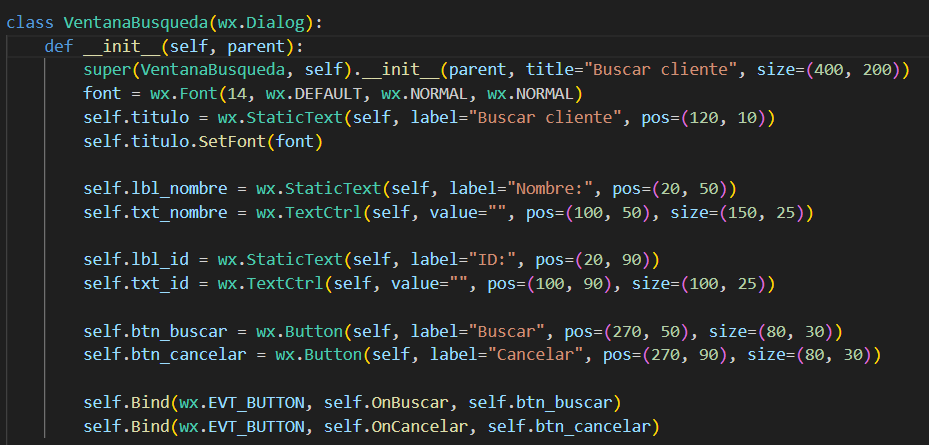 class VentanaBusqueda(wx.Dialog):
    def __init__(self, parent):
        super(VentanaBusqueda, self).__init__(parent, title="Buscar cliente", size=(400, 200))
        font = wx.Font(14, wx.DEFAULT, wx.NORMAL, wx.NORMAL)
        self.titulo = wx.StaticText(self, label="Buscar cliente", pos=(120, 10))
        self.titulo.SetFont(font)

        self.lbl_nombre = wx.StaticText(self, label="Nombre:", pos=(20, 50))
        self.txt_nombre = wx.TextCtrl(self, value="", pos=(100, 50), size=(150, 25))

        self.lbl_id = wx.StaticText(self, label="ID:", pos=(20, 90))
        self.txt_id = wx.TextCtrl(self, value="", pos=(100, 90), size=(100, 25))

        self.btn_buscar = wx.Button(self, label="Buscar", pos=(270, 50), size=(80, 30))
        self.btn_cancelar = wx.Button(self, label="Cancelar", pos=(270, 90), size=(80, 30))

        self.Bind(wx.EVT_BUTTON, self.OnBuscar, self.btn_buscar)
        self.Bind(wx.EVT_BUTTON, self.OnCancelar, self.btn_cancelar)